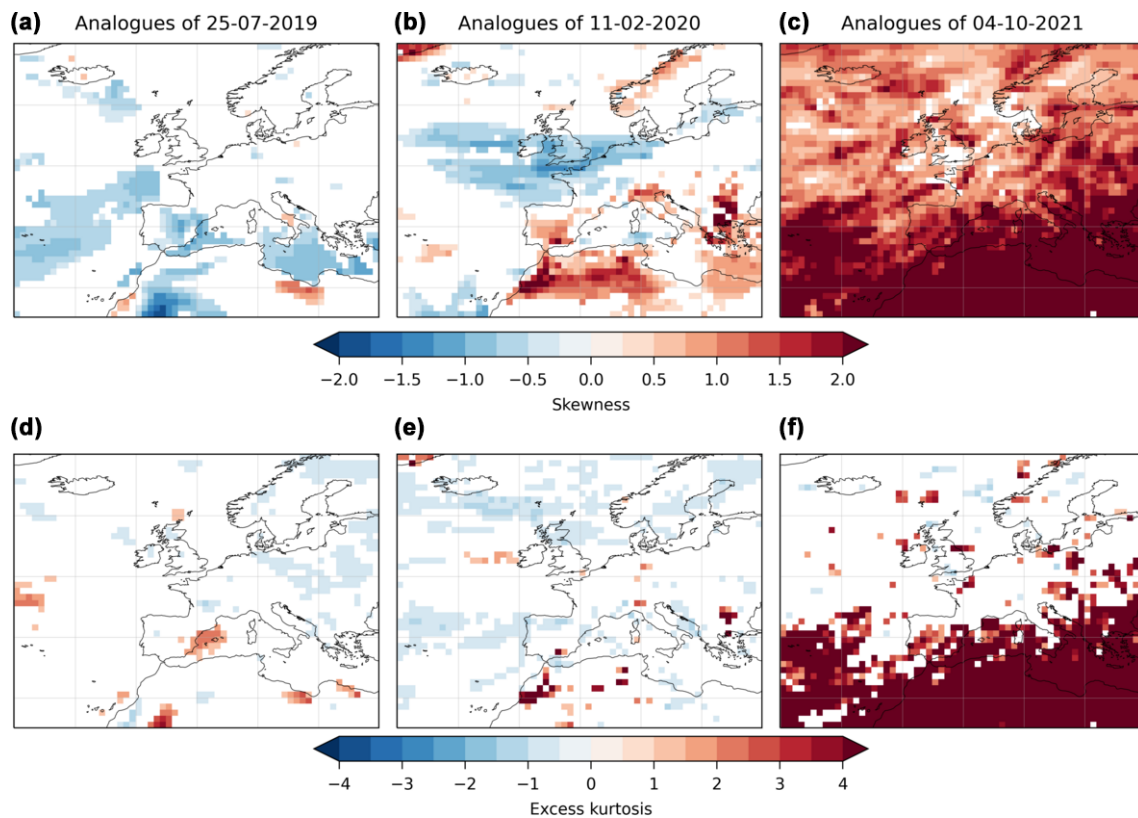 (a) Analogues of 25-07-2019 (b) Analogues of 11-02-2020 (c) Analogues of 04-10-2021
−2.0 −1.5 −1.0 −0.5 0.0 0.5 1.0 1.5 2.0
Skewness
(d) (e) (f)
−4 −3 −2 −1 0 1 2 3 4
Excess kurtosis